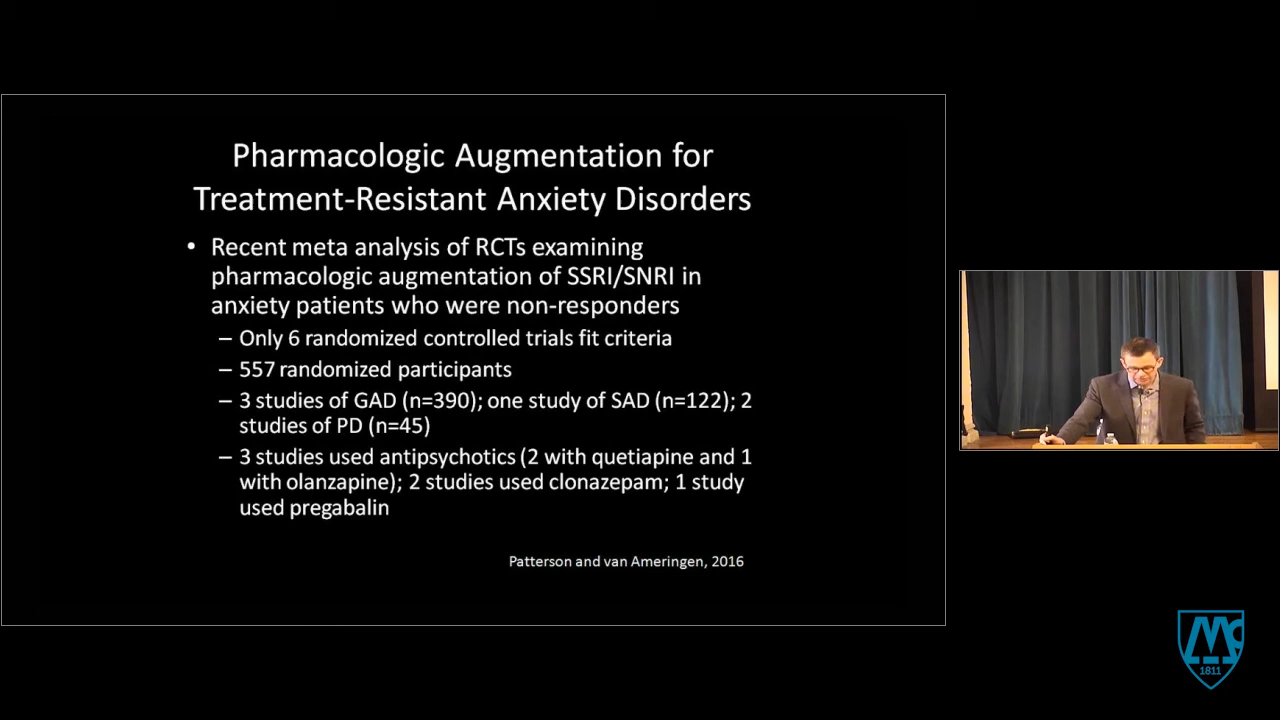 Pharmacologic Augmentation for
Treatment-Resistant Anxiety Disorders
• Recent meta analysis of RCTs examining
pharmacologic augmentation of SSRI/SNRI in
anxiety patients who were non-responders
– Only 6 randomized controlled trials fit criteria
– 557 randomized participants
– 3 studies of GAD (n=390); one study of SAD (n=122); 2
studies of PD (n=45)
– 3 studies used antipsychotics (2 with quetiapine and 1
with olanzapine); 2 studies used clonazepam; 1 study
used pregabalin
Patterson and van Ameringen, 2016
Mc
1811